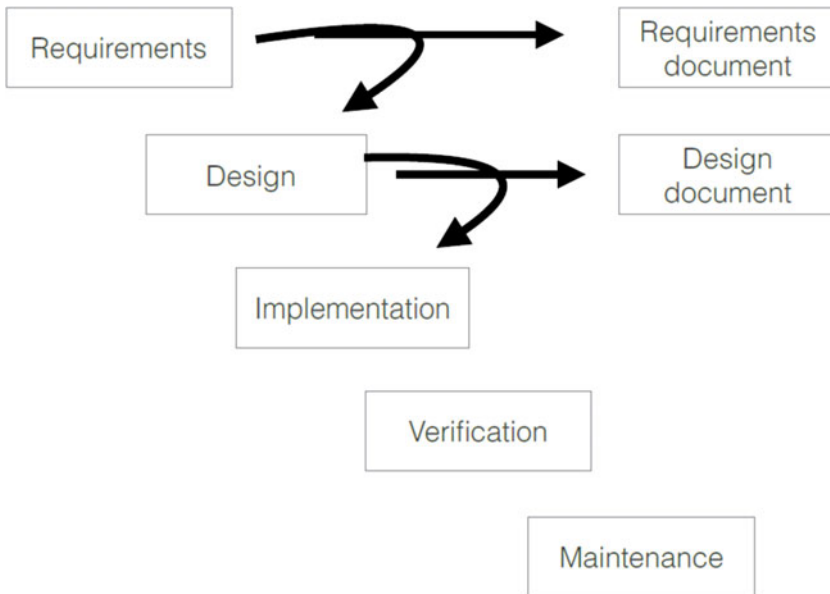 Requirements
Requirements
document
Design
Design
document
Implementation
Verification
Maintenance